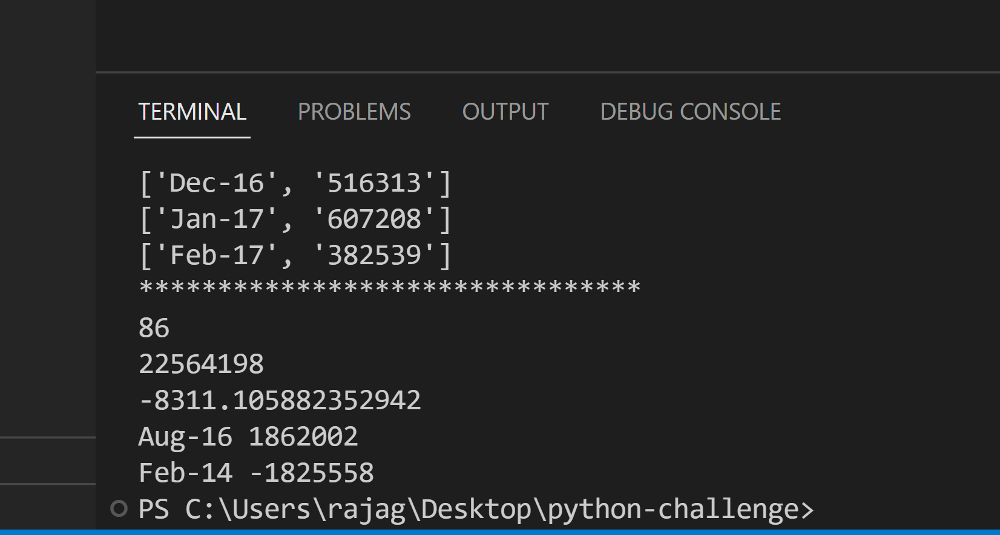 TERMINAL PROBLEMS OUTPUT DEBUG CONSOLE
['Dec-16', '516313']
['Jan-17', '607208']
['Feb-17', '382539']
********************************
86
22564198
-8311.105882352942
Aug-16 1862002
Feb-14 -1825558
PS C:\Users\rajag\Desktop\python-challenge>